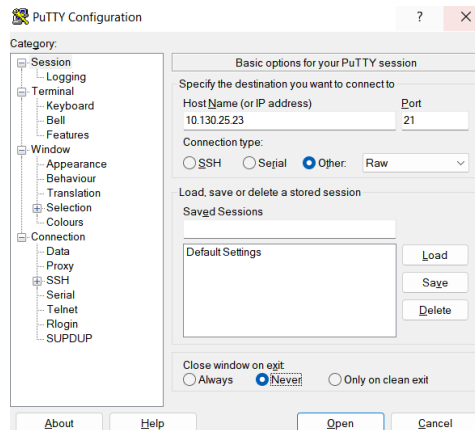 PuTTY Configuration ? ×
Category:
Session
Logging
Terminal
Keyboard
Bell
Features
Window
Appearance
Behaviour
Translation
Selection
Colours
Connection
Data
Proxy
SSH
Serial
Telnet
Rlogin
SUPDUP
Basic options for your PuTTY session
Specify the destination you want to connect to
Host Name (or IP address) Port
10.130.25.23 21
Connection type:
SSH Serial Other: Raw
Load, save or delete a stored session
Saved Sessions
Default Settings
Load
Save
Delete
Close window on exit:
Always Never Only on clean exit
About Help Open Cancel